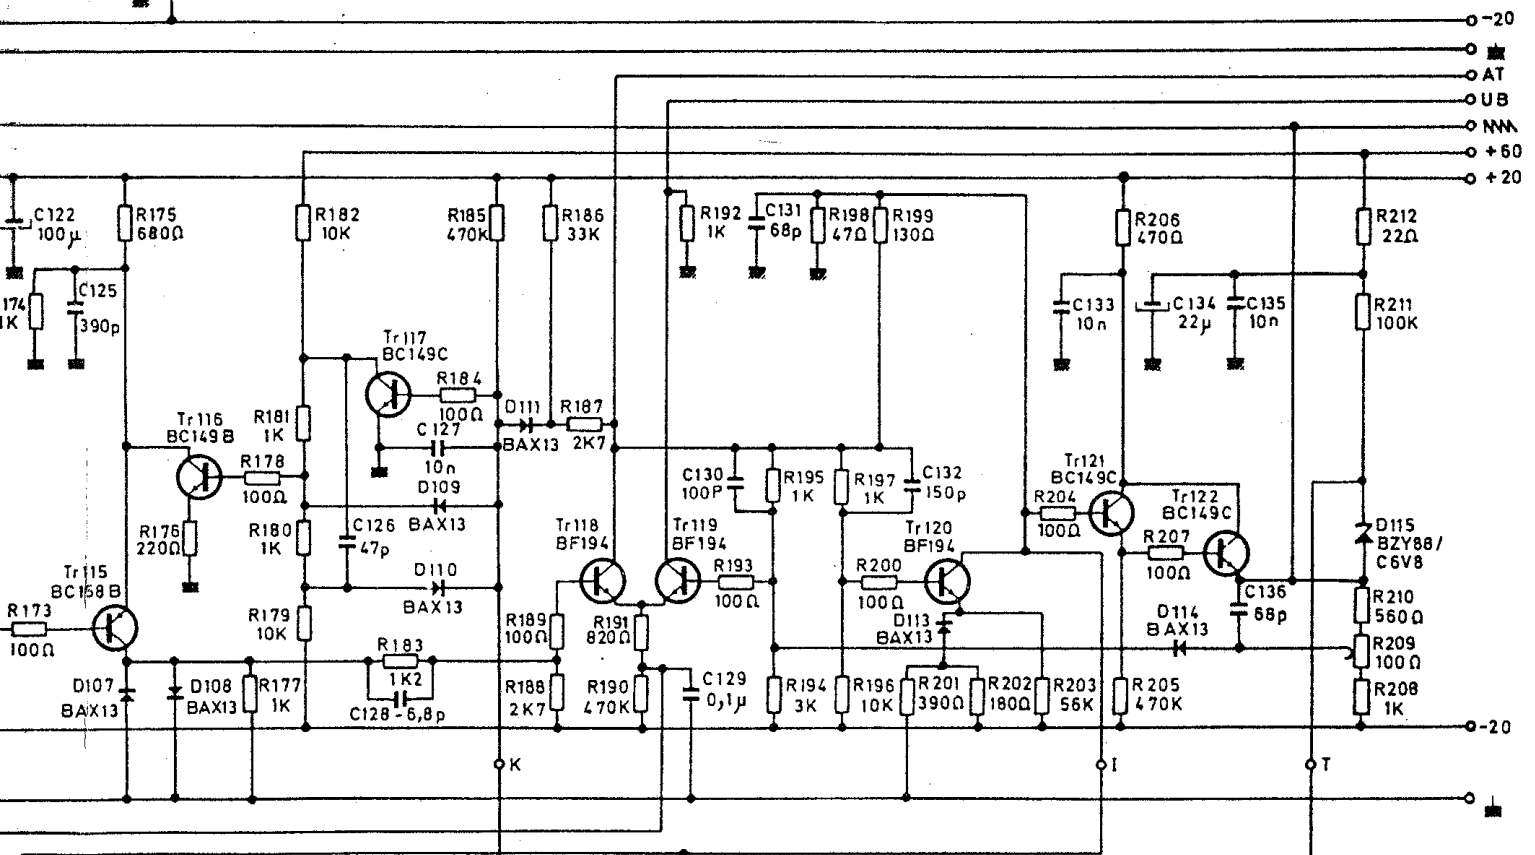 -20
AT
UB
+60
+20
C122
100µ
R175
680Ω
R182
10K
R185
470K
R186
33K
R192
1K
C131
68p
R198
47Ω
R199
130Ω
R206
470Ω
R212
22Ω
174
1K
C125
390p
C133
10n
C134
22µ
C135
10n
R211
100K
Tr117
BC149C
R184
100Ω
D111
BAX13
R187
2K7
Tr116
BC149B
R181
1K
C127
10n
R178
100Ω
D109
BAX13
C130
100P
R195
1K
R197
1K
C132
150p
Tr121
BC149C
R204
100Ω
Tr122
BC149C
R176
220Ω
R180
1K
C126
47p
Tr118
BF194
Tr119
BF194
Tr120
BF194
R207
100Ω
D115
BZY88/
C6V8
Tr115
BC158B
D110
BAX13
R193
100Ω
R200
100Ω
C136
68p
R210
560Ω
R173
100Ω
R179
10K
R189
100Ω
R191
820Ω
D113
BAX13
D114
BAX13
R209
100Ω
R183
1K2
D107
BAX13
D108
BAX13
R177
1K
C128-6,8p
R188
2K7
R190
470K
C129
0,1µ
R194
3K
R196
10K
R201
390Ω
R202
180Ω
R203
56K
R205
470K
R208
1K
-20
K
I
T